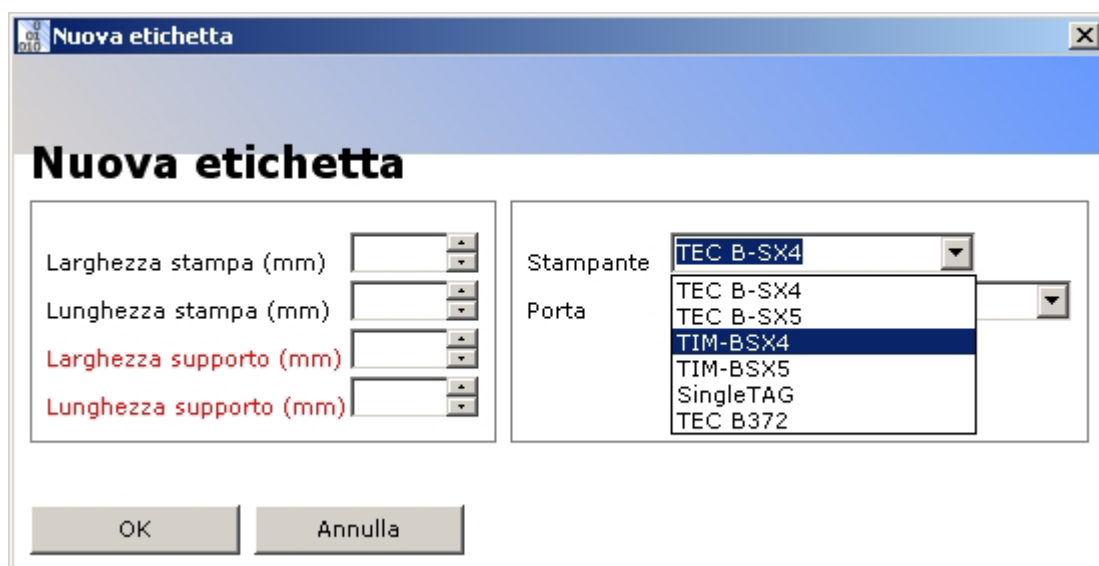 Nuova etichetta
Nuova etichetta
Larghezza stampa (mm)
Lunghezza stampa (mm)
Larghezza supporto (mm)
Lunghezza supporto (mm)
Stampante
TEC B-SX4
Porta
TEC B-SX4
TEC B-SX5
TIM-BSX4
TIM-BSX5
SingleTAG
TEC B372
OK
Annulla